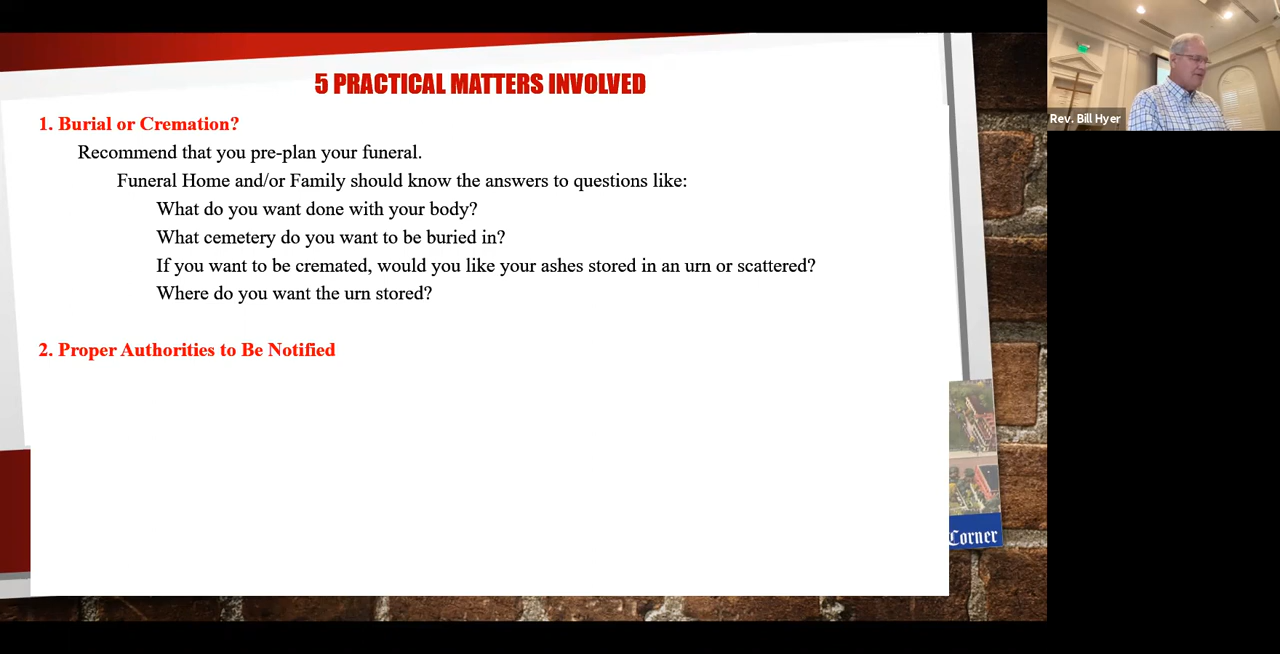 5 PRACTICAL MATTERS INVOLVED
1. Burial or Cremation?
Recommend that you pre-plan your funeral.
Funeral Home and/or Family should know the answers to questions like:
What do you want done with your body?
What cemetery do you want to be buried in?
If you want to be cremated, would you like your ashes stored in an urn or scattered?
Where do you want the urn stored?
2. Proper Authorities to Be Notified
Corner
Rev. Bill Hyer